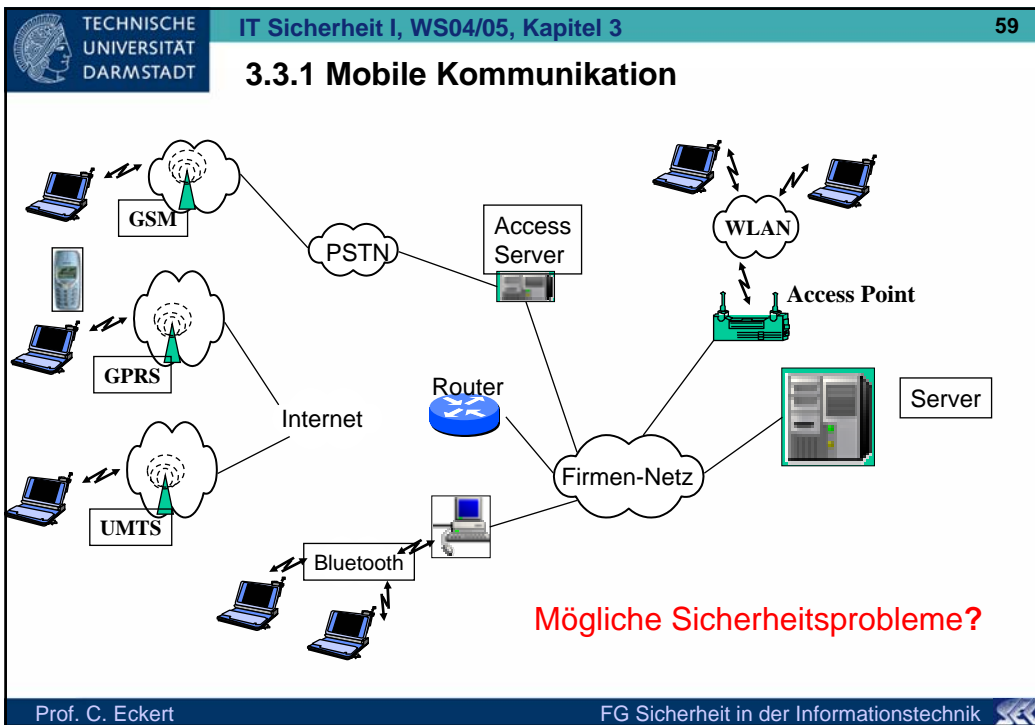 TECHNISCHE
UNIVERSITÄT
DARMSTADT
IT Sicherheit I, WS04/05, Kapitel 3
59
3.3.1 Mobile Kommunikation
GSM
PSTN
Access
Server
WLAN
Access Point
GPRS
Internet
Router
Server
Firmen-Netz
UMTS
Bluetooth
Mögliche Sicherheitsprobleme?
Prof. C. Eckert
FG Sicherheit in der Informationstechnik